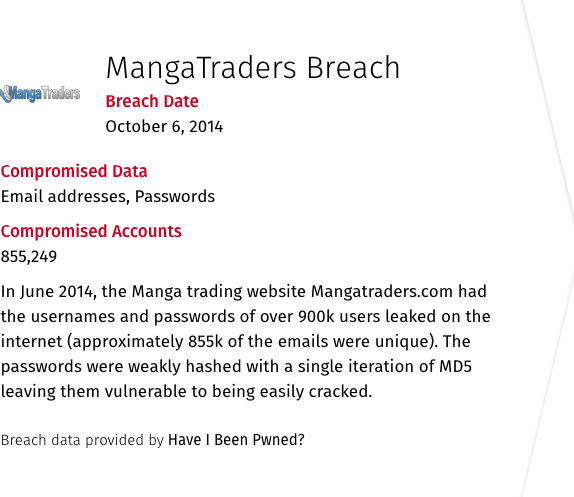 MangaTraders Breach
MangaTraders
Breach Date
October 6, 2014
Compromised Data
Email addresses, Passwords
Compromised Accounts
855,249
In June 2014, the Manga trading website Mangatraders.com had
the usernames and passwords of over 900k users leaked on the
internet (approximately 855k of the emails were unique). The
passwords were weakly hashed with a single iteration of MD5
leaving them vulnerable to being easily cracked.
Breach data provided by Have I Been Pwned?